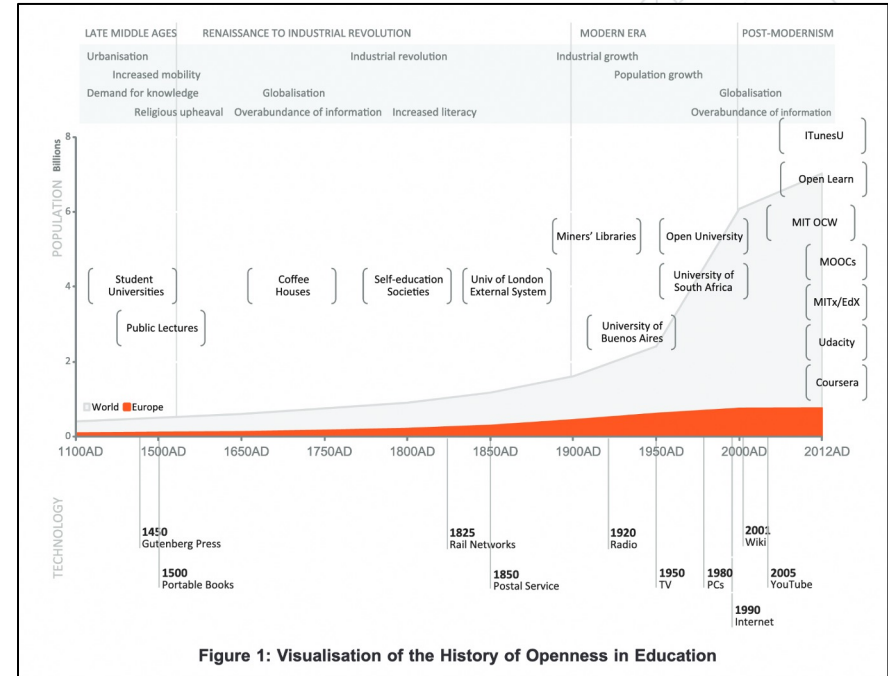 LATE MIDDLE AGES RENAISSANCE TO INDUSTRIAL REVOLUTION MODERN ERA POST-MODERNISM
Urbanisation Industrial revolution Industrial growth
Increased mobility Population growth
Demand for knowledge Globalisation Globalisation
Religious upheaval Overabundance of information Increased literacy Overabundance of information
8
Billions
POPULATION
ITunesU
Open Learn
6
MIT OCW
Miners' Libraries Open University
MOOCs
4
Student
Universities
Coffee
Houses
Self-education
Societies
Univ of London
External System
University of
South Africa
MITx/EdX
Public Lectures
University of
Buenos Aires
Udacity
2
Coursera
World Europe
0
1100AD 1500AD 1650AD 1750AD 1800AD 1850AD 1900AD 1950AD 2000AD 2012AD
TECHNOLOGY
1450
Gutenberg Press
1825
Rail Networks
1920
Radio
2001
Wiki
1500
Portable Books
1850
Postal Service
1950
TV
1980
PCs
2005
YouTube
1990
Internet
Figure 1: Visualisation of the History of Openness in Education